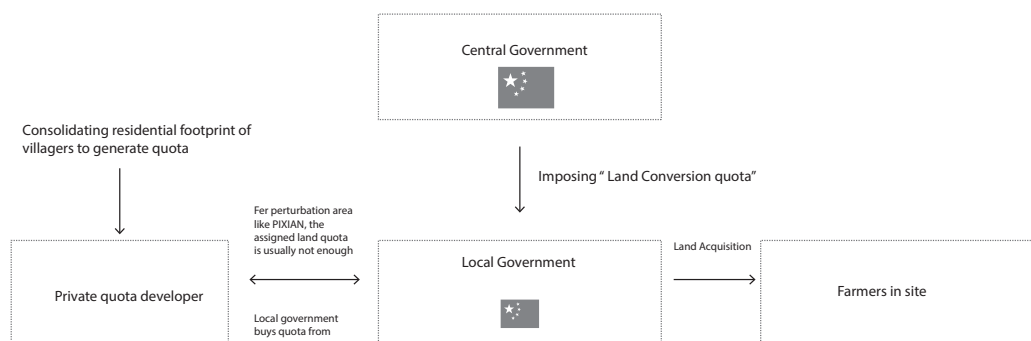 Central Government
Consolidating residential footprint of
villagers to generate quota
Imposing “ Land Conversion quota”
Fer perturbation area
like PIXIAN, the
assigned land quota
is usually not enough
Land Acquisition
Local Government
Private quota developer
Farmers in site
Local government
buys quota from